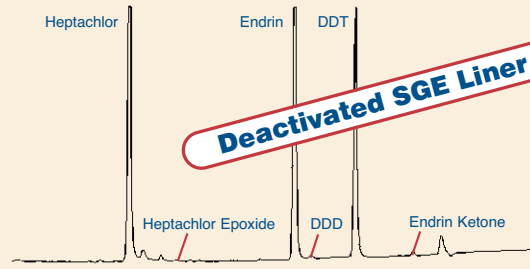 Heptachlor
Endrin
DDT
Deactivated SGE Liner
Heptachlor Epoxide
DDD
Endrin Ketone